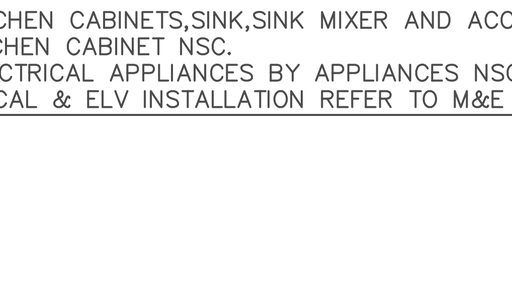 CHEN CABINETS,SINK,SINK MIXER AND ACC
CHEN CABINET NSC.
CTRICAL APPLIANCES BY APPLIANCES NSC
CAL & ELV INSTALLATION REFER TO M&E